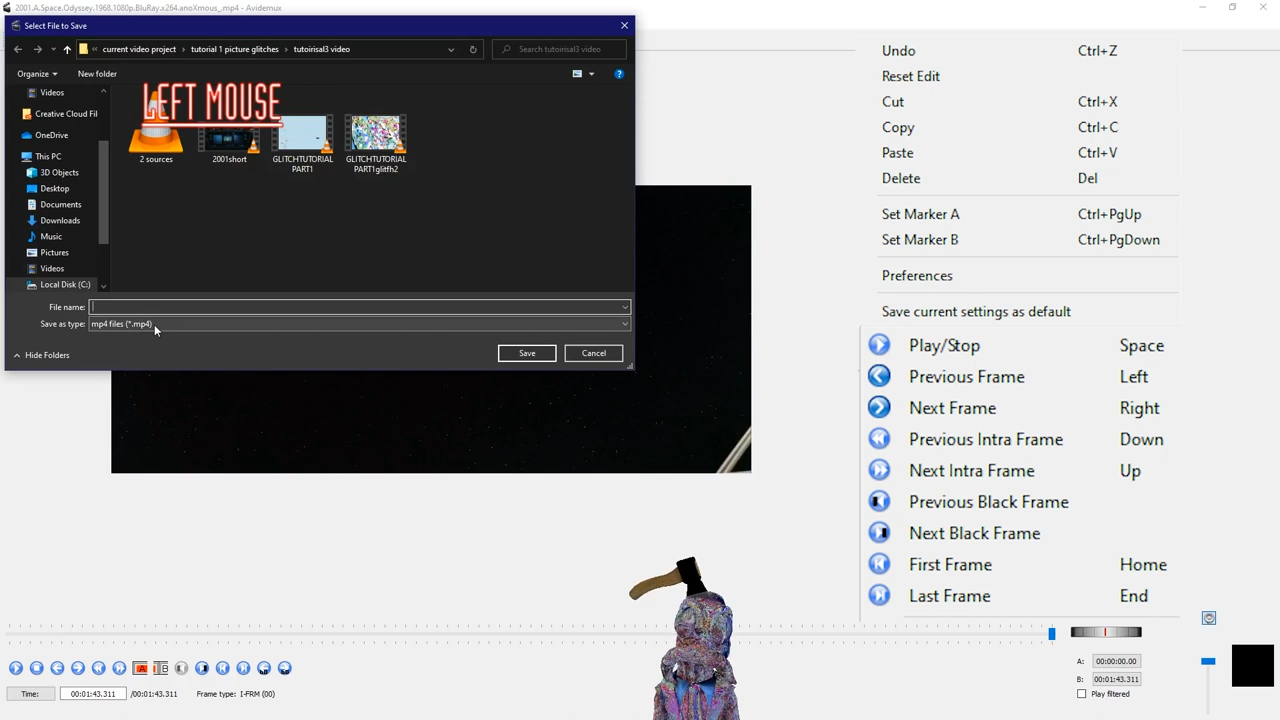 2001.A.Space.Odyssey.1968.1080p.BluRay.x264.anoXmous_.mp4 - Avidemux
Select File to Save
current video project
tutorial 1 picture glitches
tutoirisal3 video
Search tutoirisal3 video
Organize
New folder
LEFT MOUSE
Videos
Creative Cloud Fil
OneDrive
This PC
3D Objects
Desktop
Documents
Downloads
Music
Pictures
Videos
Local Disk (C:)
2 sources
2001short
GLITCHTUTORIAL
PART1
GLITCHTUTORIAL
PART1glitfh2
File name:
Save as type: mp4 files (*.mp4)
Hide Folders
Save
Cancel
Undo Ctrl+Z
Reset Edit
Cut Ctrl+X
Copy Ctrl+C
Paste Ctrl+V
Delete Del
Set Marker A Ctrl+PgUp
Set Marker B Ctrl+PgDown
Preferences
Save current settings as default
Play/Stop Space
Previous Frame Left
Next Frame Right
Previous Intra Frame Down
Next Intra Frame Up
Previous Black Frame
Next Black Frame
First Frame Home
Last Frame End
A B
Time: 00:01:43.311 /00:01:43.311 Frame type: I-FRM (00)
A: 00:00:00.00
B: 00:01:43.311
Play filtered